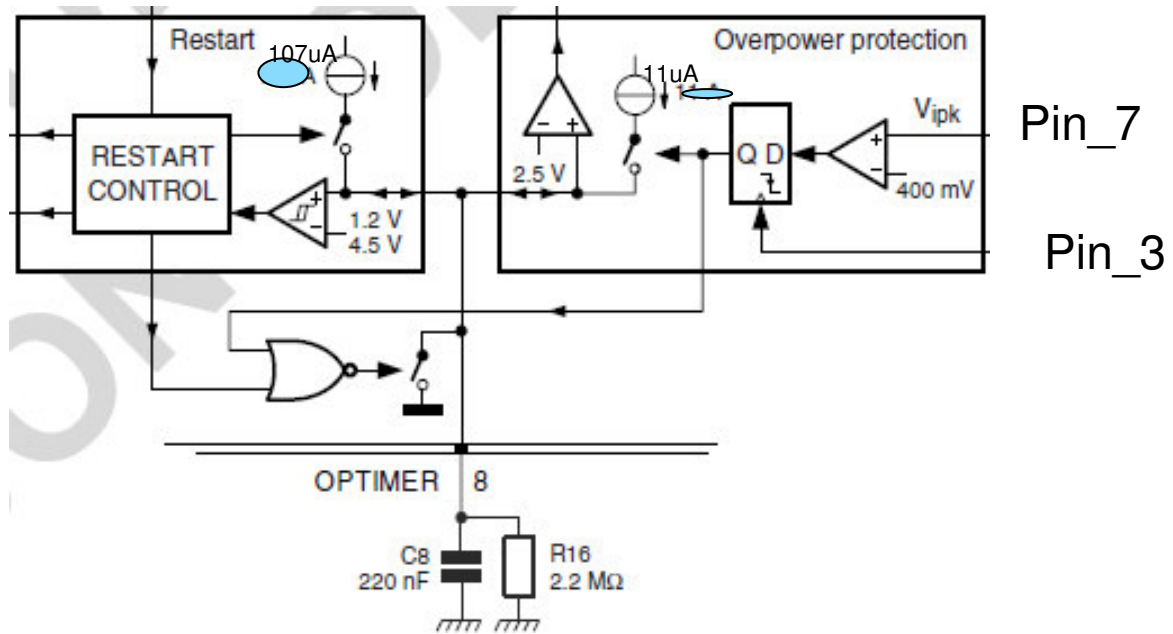 Restart
107uA
Overpower protection
11uA
Vipk
Pin_7
RESTART
CONTROL
Q D
2.5 V
400 mV
1.2 V
4.5 V
Pin_3
OPTIMER 8
C8
220 nF
R16
2.2 MΩ